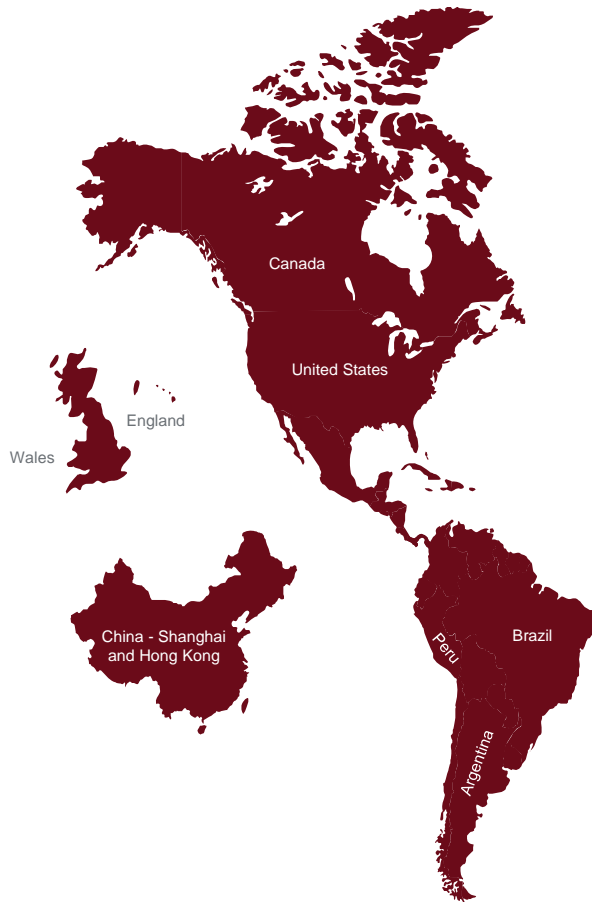 Canada
United States
England
Wales
China - Shanghai
and Hong Kong
Brazil
Peru
Argentina